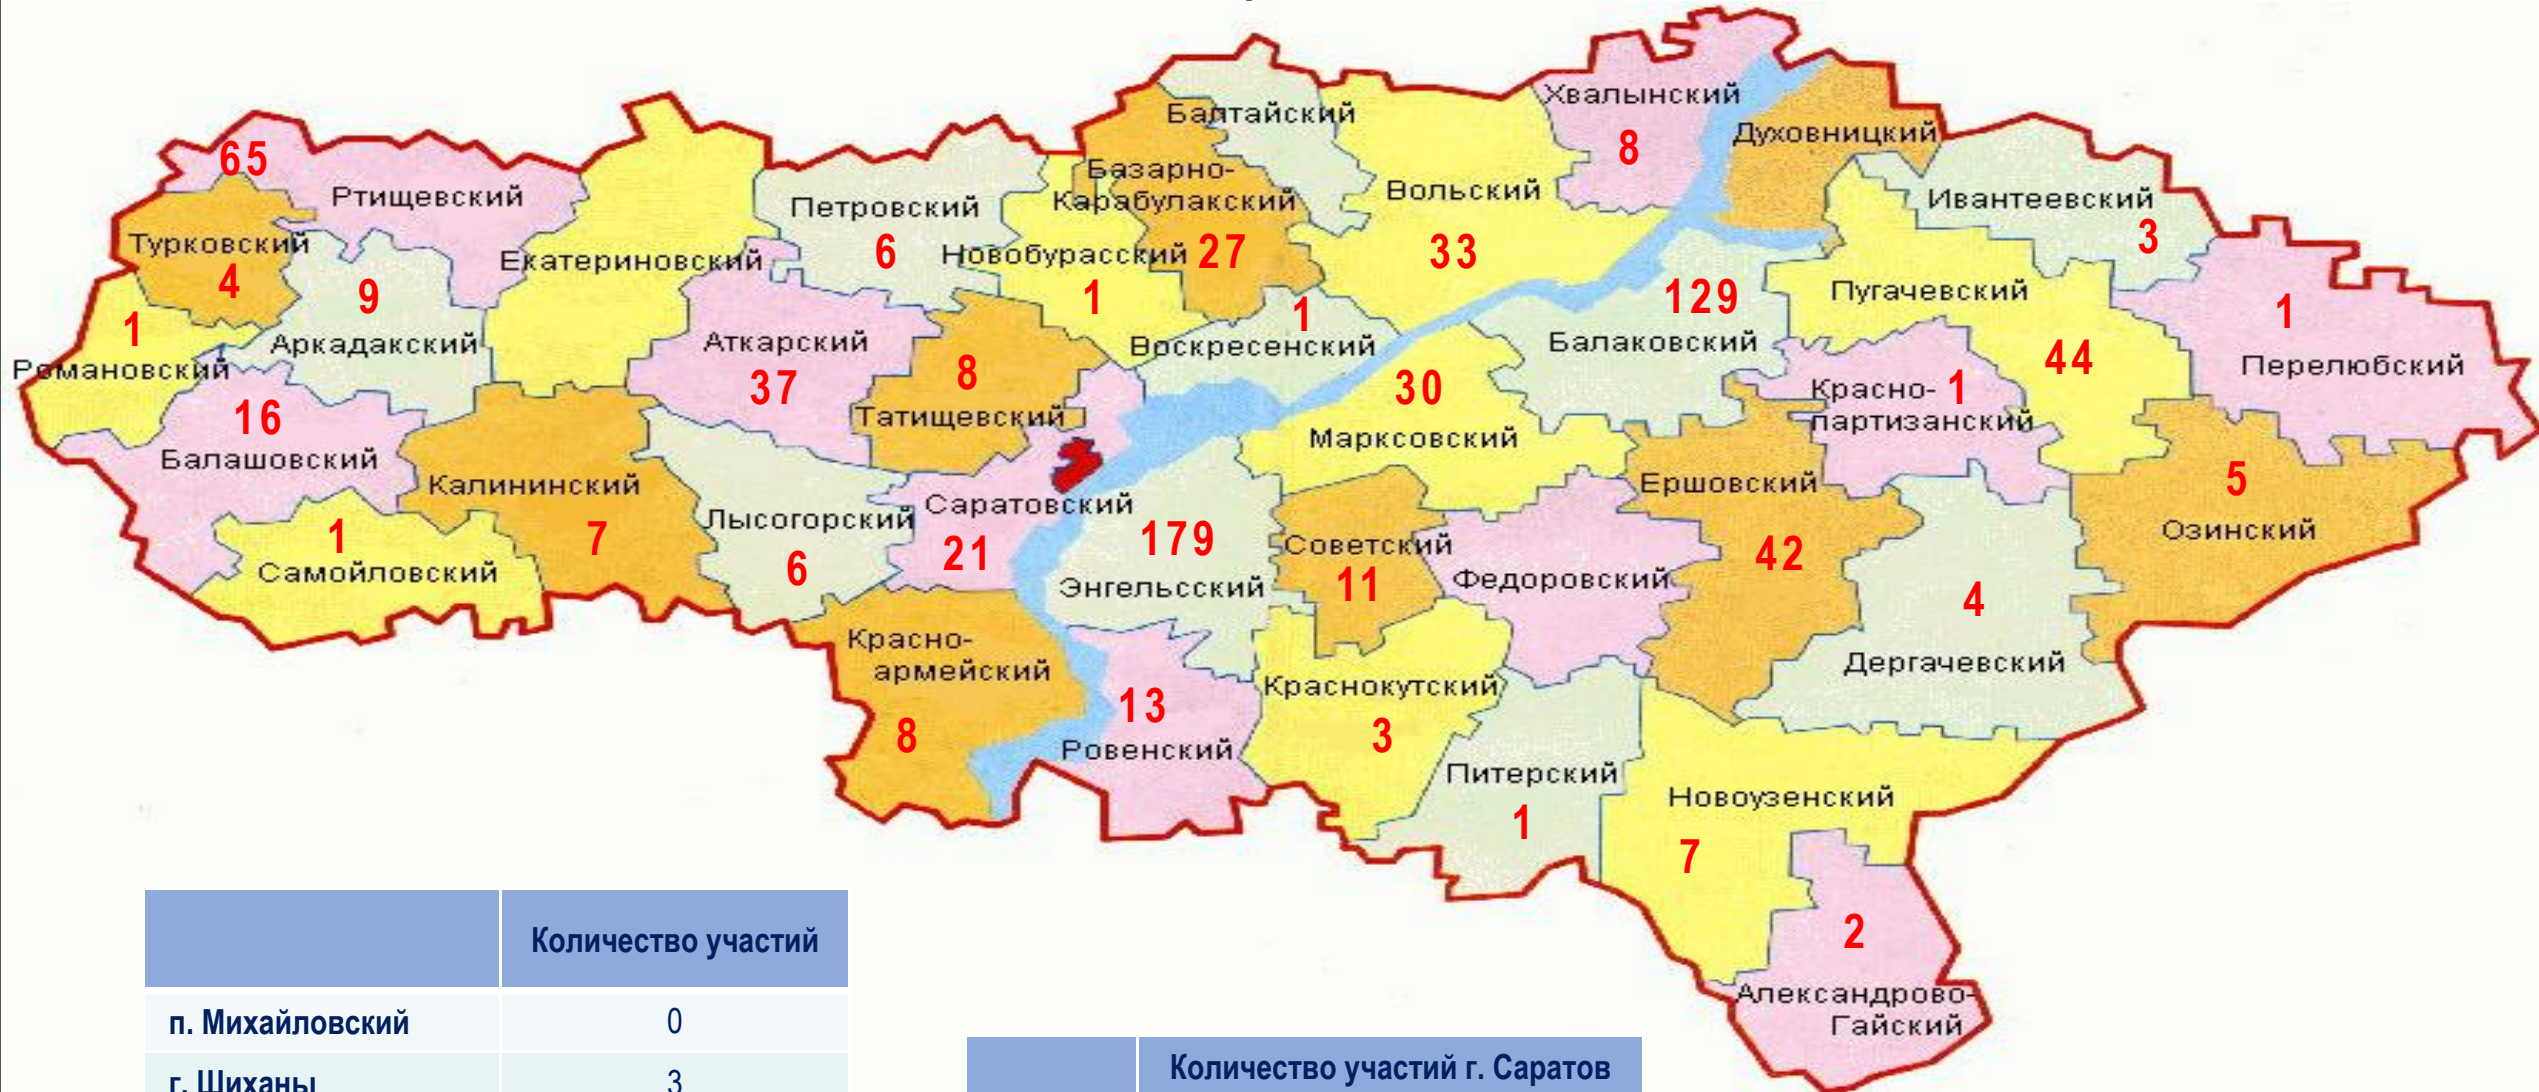 Хвалынский
8
Балтайский
Духовницкий
65
Ртищевский
Базарно-
Карабулакский
27
Вольский
33
Ивантеевский
3
Турковский
4
Петровский
6
Екатериновский
Новобурасский
1
9
Аркадакский
129
Балаковский
Пугачевский
44
1
Перелюбский
1
Романовский
Аткарский
37
8
Татищевский
1
Воскресенский
30
Марксовский
Красно- 1
партизанский
16
Балашовский
Калининский
7
Лысогорский
6
Саратовский
21
179
Энгельсский
Советский
11
Федоровский
Ершовский
42
5
Озинский
1
Самойловский
4
Дергачевский
Красно-
армейский
8
13
Ровенский
Краснокутский
3
Питерский
1
Новоузенский
7
2
Александрово-
Гайский
Количество участий
п. Михайловский 0
г. Шиханы 3
Количество участий г. Саратов